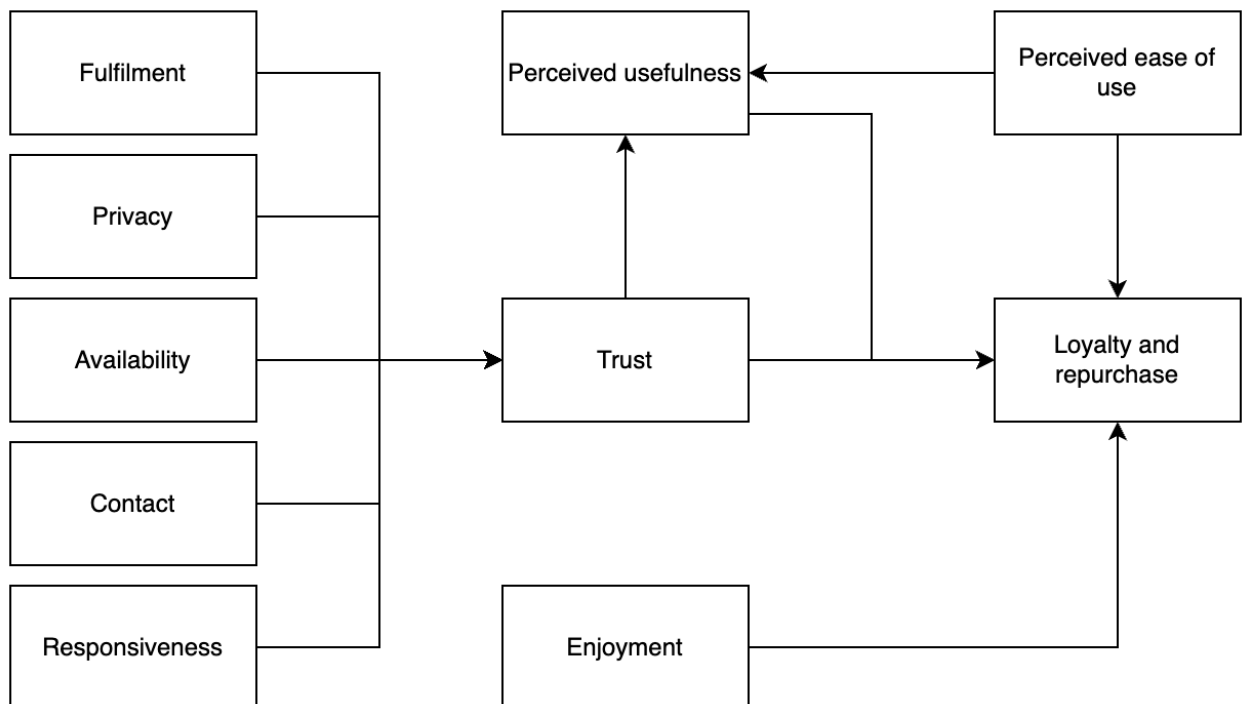 Fulfilment
Perceived usefulness
Perceived ease of
use
Privacy
Availability
Trust
Loyalty and
repurchase
Contact
Responsiveness
Enjoyment